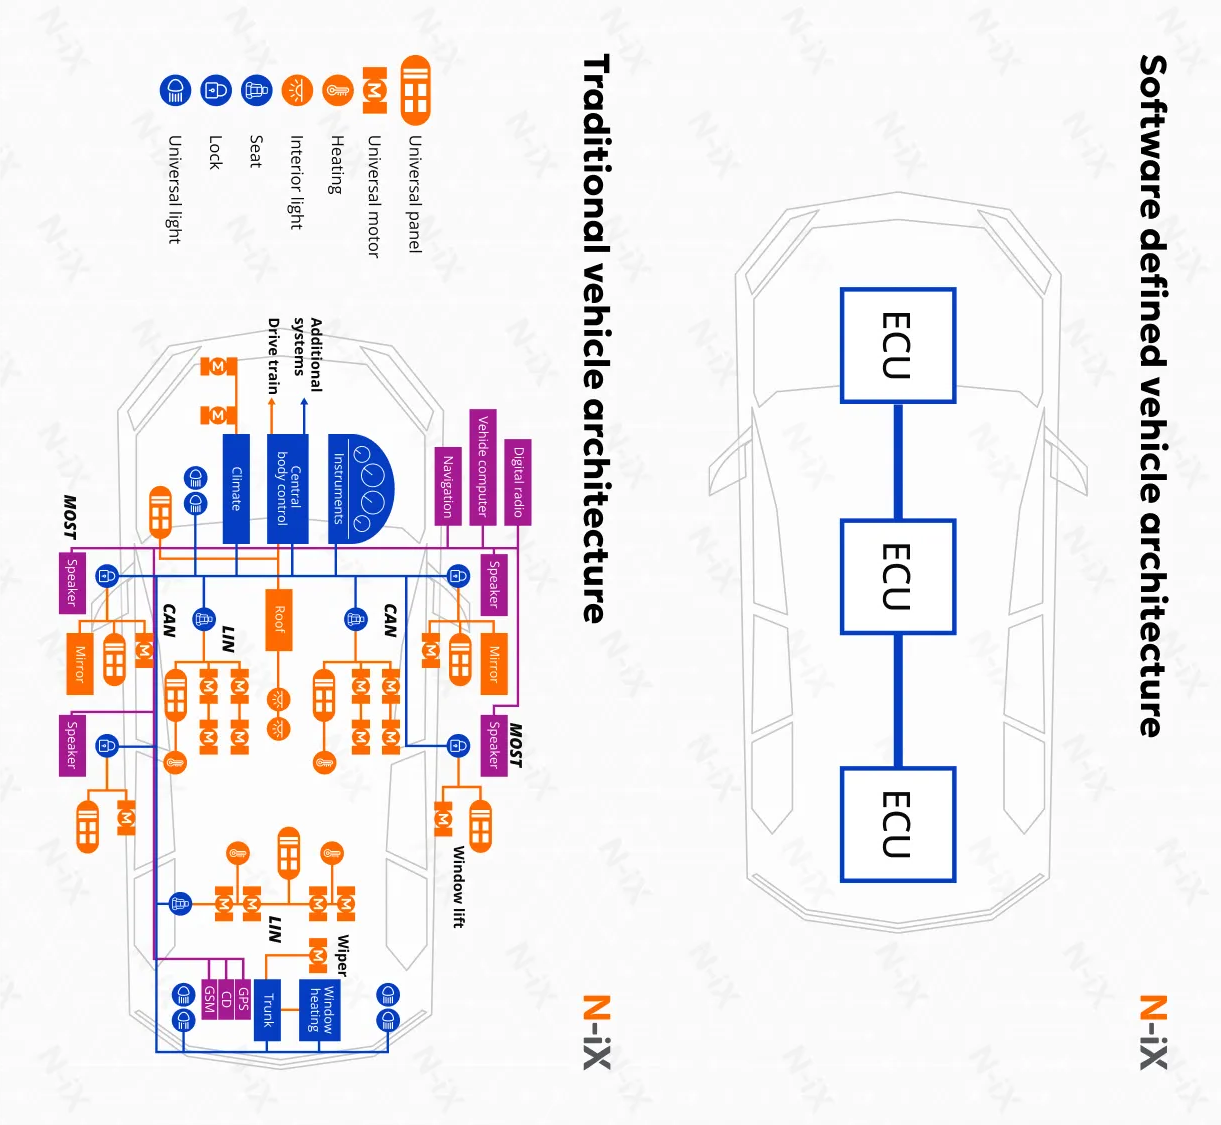 Software defined vehicle architecture
N-iX
ECU
ECU
ECU
Traditional vehicle architecture
N-iX
Universal panel
Universal motor
Heating
Interior light
Seat
Lock
Universal light
Additional
systems
Drive train
Digital radio
Vehide computer
Navigation
Instruments
Central
body control
Climate
MOST
Speaker
Speaker
Mirror
Mirror
CAN
CAN
LIN
Roof
M
M
M
M
M
M
M
M
M
M
M
M
MOST
Speaker
Speaker
M
M
Window lift
M
M
M
M
LIN
Wiper
M
Window
heating
Trunk
GPS
CD
GSM